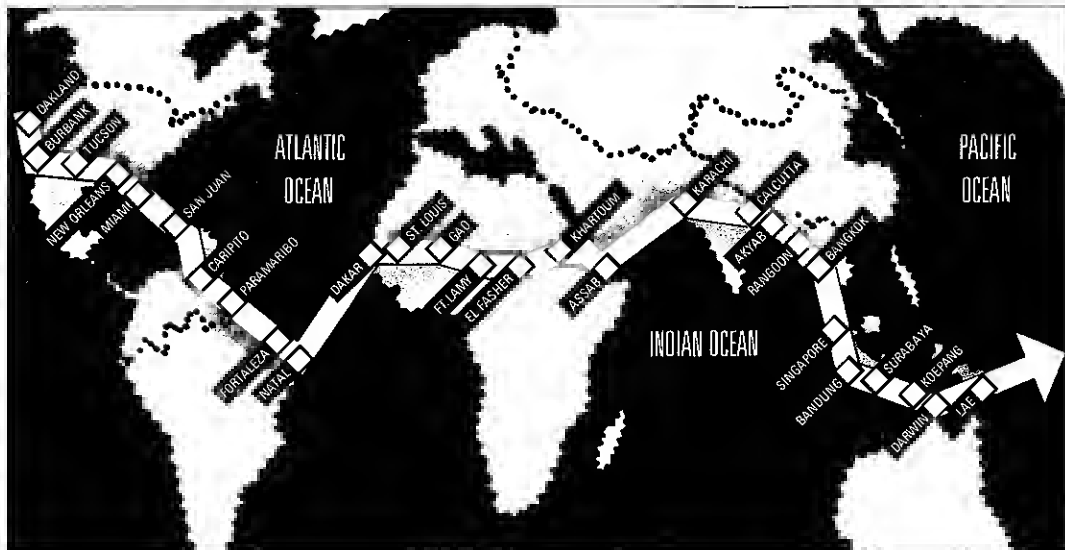 OAKLAND
BURBANK
TUCSON
NEW ORLEANS
MIAMI
SAN JUAN
CARIPITO
PARAMARIBO
FORTALEZA
NATAL
ATLANTIC
OCEAN
DAKAR
ST. LOUIS
GAO
FT. LAMY
EL FASHER
KHARTOUM
ASSAB
KARACHI
CALCUTTA
AKYAB
RANGOON
BANGKOK
INDIAN OCEAN
SINGAPORE
BANDUNG
SURABAYA
KOEPANG
DARWIN
LAE
PACIFIC
OCEAN